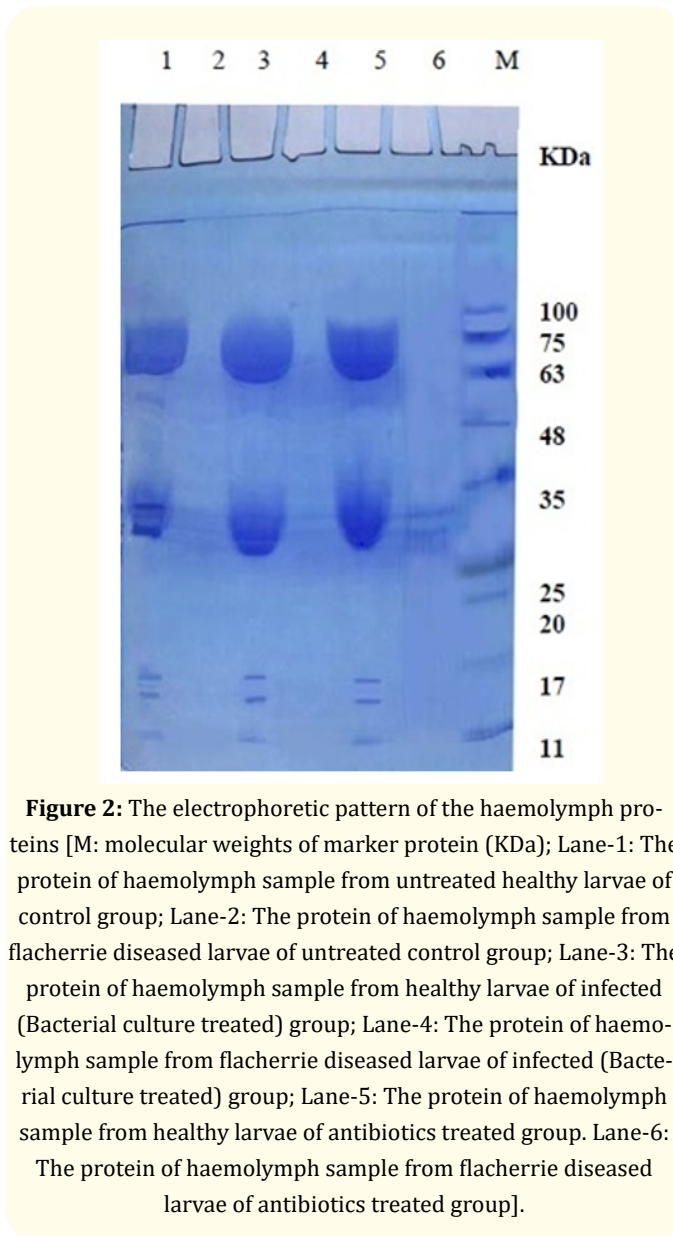 1 2 3 4 5 6 M
KDa
100
75
63
48
35
25
20
17
11
Figure 2: The electrophoretic pattern of the haemolymph pro-
teins [M: molecular weights of marker protein (KDa); Lane-1: The
protein of haemolymph sample from untreated healthy larvae of
control group; Lane-2: The protein of haemolymph sample from
flacherrie diseased larvae of untreated control group; Lane-3: The
protein of haemolymph sample from healthy larvae of infected
(Bacterial culture treated) group; Lane-4: The protein of haemo-
lymph sample from flacherrie diseased larvae of infected (Bacte-
rial culture treated) group; Lane-5: The protein of haemolymph
sample from healthy larvae of antibiotics treated group. Lane-6:
The protein of haemolymph sample from flacherrie diseased
larvae of antibiotics treated group].